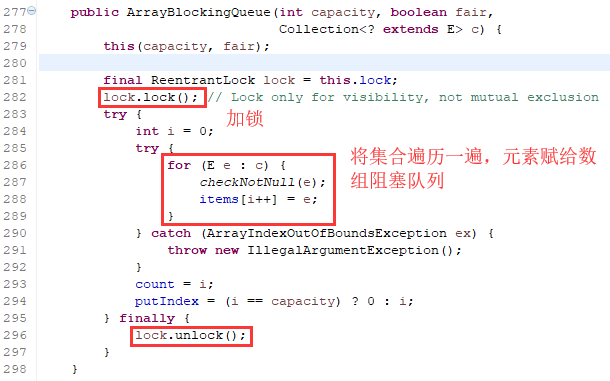 277 public ArrayBlockingQueue(int capacity, boolean fair,
278 Collection<? extends E> c) {
279 this(capacity, fair);
280
281 final ReentrantLock lock = this.lock;
282 lock.lock(); // Lock only for visibility, not mutual exclusion
加锁
283 try {
284 int i = 0;
285 try {
286 for (E e : c) {
287 checkNotNull(e);
288 items[i++] = e;
289 }
将集合遍历一遍，元素赋给数
组阻塞队列
290 } catch (ArrayIndexOutOfBoundsException ex) {
291 throw new IllegalArgumentException();
292 }
293 count = i;
294 putIndex = (i == capacity) ? 0 : i;
295 } finally {
296 lock.unlock();
297 }
298 }